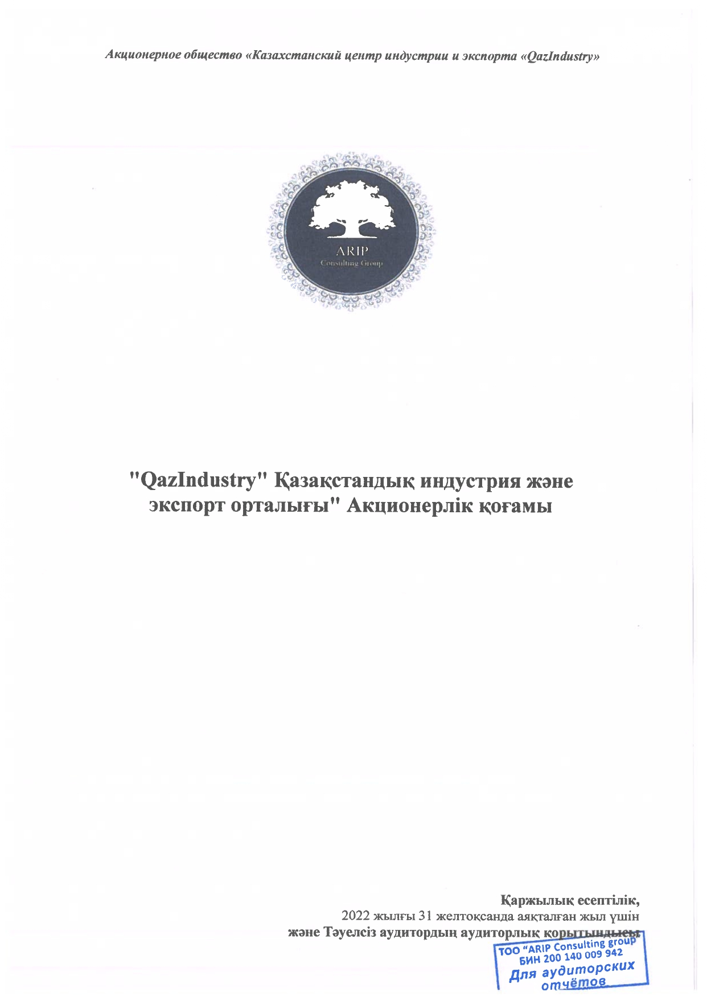 Акционерное общество «Казахстанский центр индустрии и экспорта «QazIndustry»
ARIP
Consulting Group
"QazIndustry" Қазақстандық индустрия және
экспорт орталығы" Акционерлік қоғамы
Қаржылық есептілік,
2022 жылғы 31 желтоқсанда аяқталған жыл үшін
және Тәуелсіз аудитордың аудиторлық қорытындысы
ТОО "ARIP Consulting group
БИН 200 140 009 942
Для аудиторских
отчётов